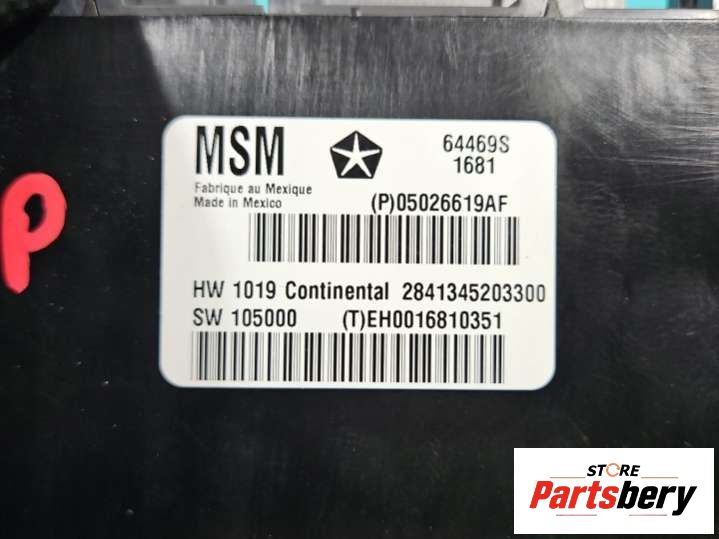 MSM
64469S
1681
Fabrique au Mexique
Made in Mexico
(P)05026619AF
HW 1019 Continental 2841345203300
SW 105000 (T)EH0016810351
P
STORE
Partsbery